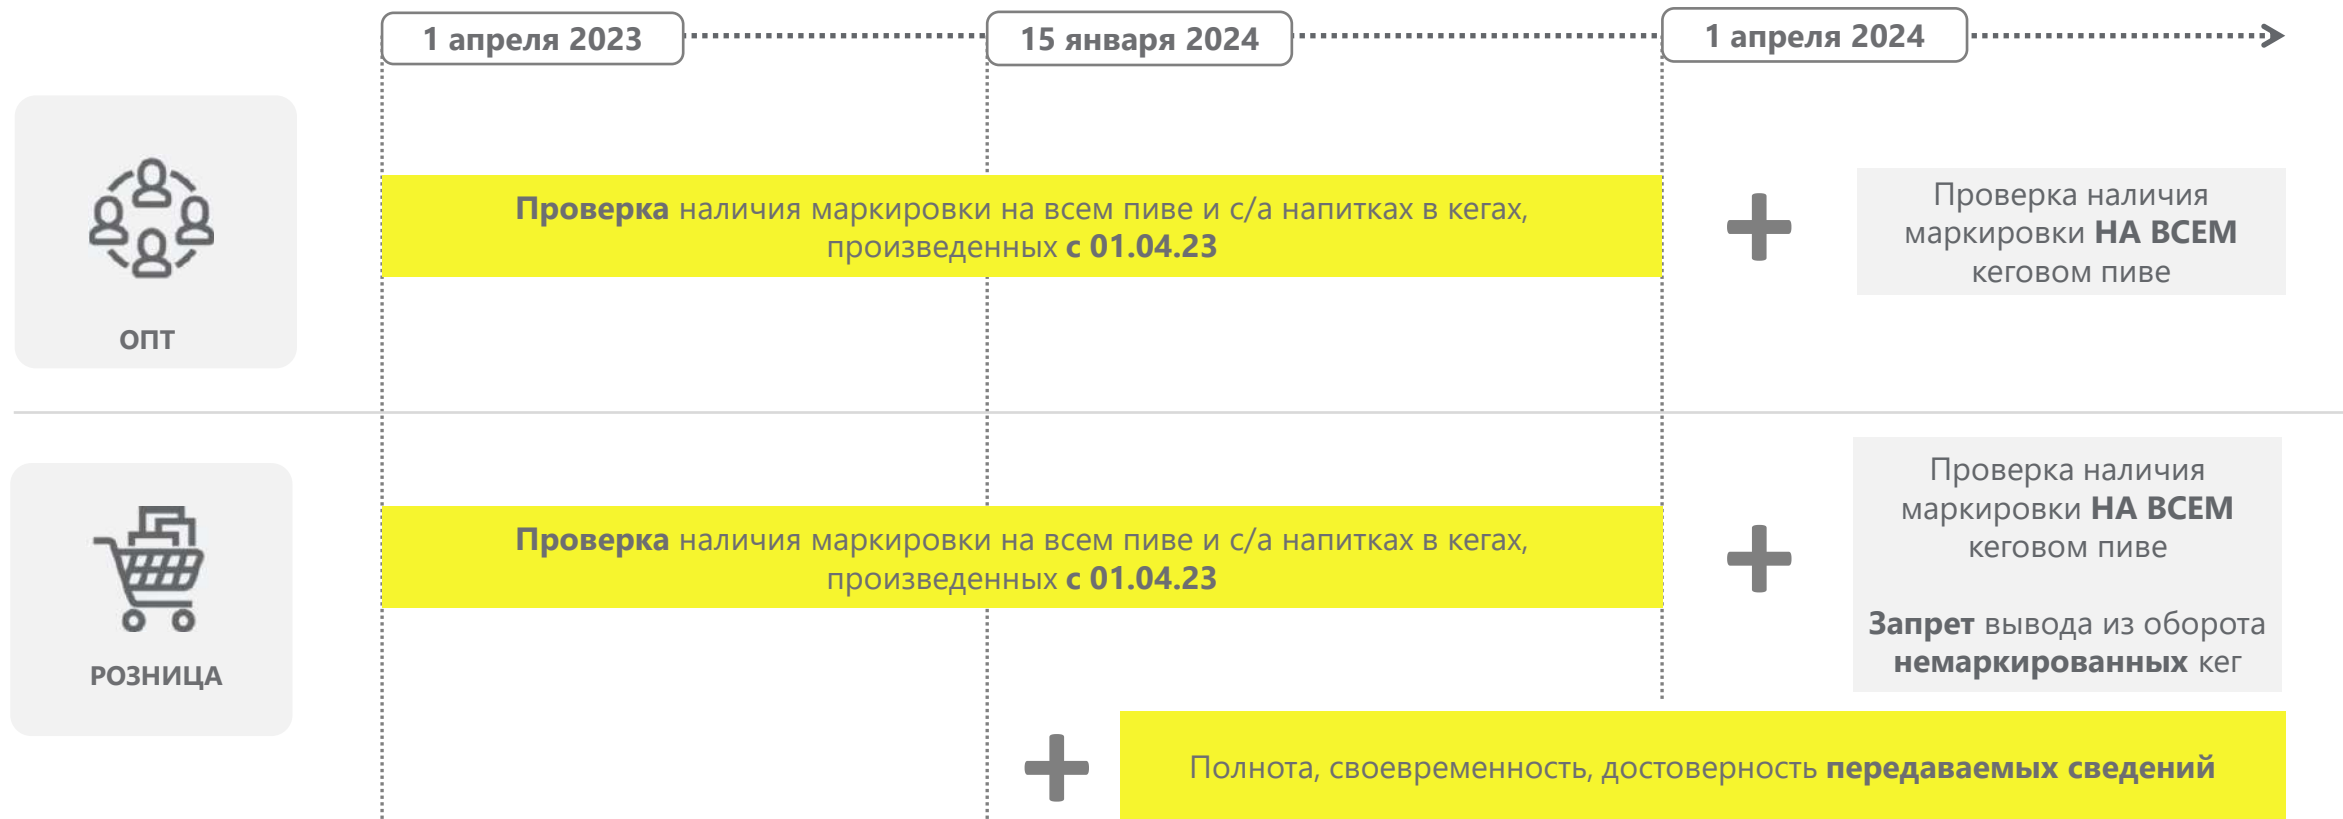 1 апреля 2023
15 января 2024
1 апреля 2024
ОПТ
Проверка наличия маркировки на всем пиве и с/а напитках в кегах,
произведенных с 01.04.23
Проверка наличия
маркировки НА ВСЕМ
кеговом пиве
РОЗНИЦА
Проверка наличия маркировки на всем пиве и с/а напитках в кегах,
произведенных с 01.04.23
Проверка наличия
маркировки НА ВСЕМ
кеговом пиве
Запрет вывода из оборота
немаркированных кег
Полнота, своевременность, достоверность передаваемых сведений